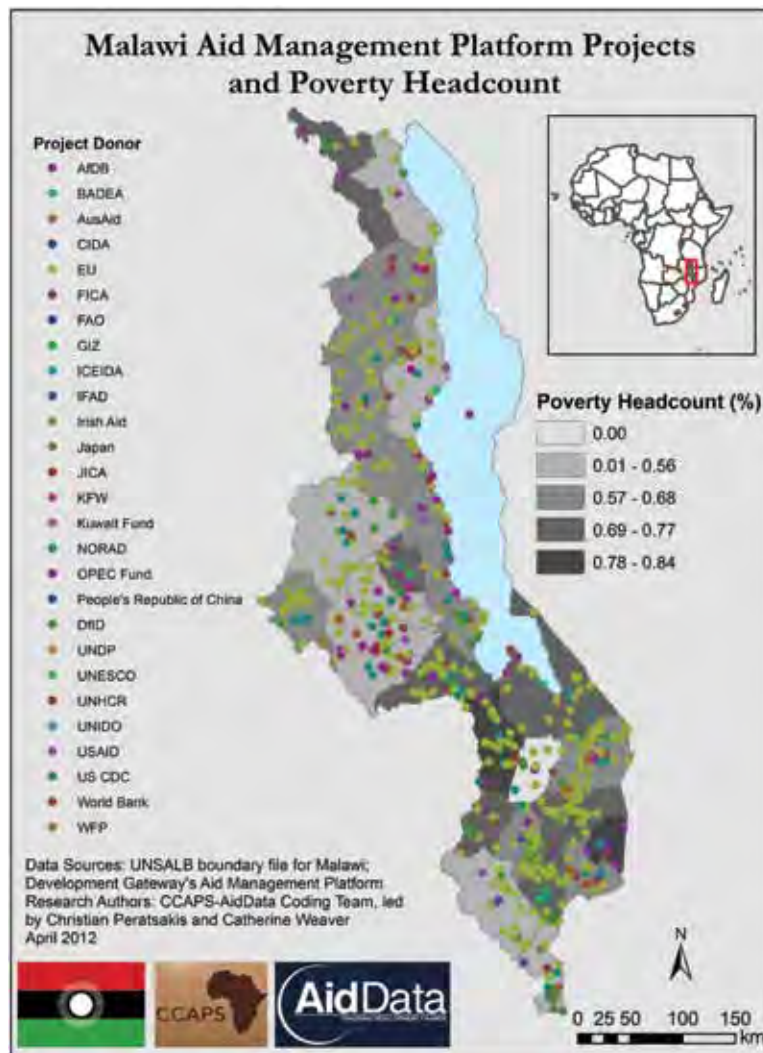 Malawi Aid Management Platform Projects
and Poverty Headcount
Project Donor
AfDB
BADEA
AusAid
CIDA
EU
FICA
FAO
GIZ
ICEIDA
IFAD
Irish Aid
Japan
JICA
KFW
Kuwait Fund
NORAD
OPEC Fund
People's Republic of China
DfID
UNDP
UNESCO
UNHCR
UNIDO
USAID
US CDC
World Bank
WFP
Poverty Headcount (%)
0.00
0.01 - 0.56
0.57 - 0.68
0.69 - 0.77
0.78 - 0.84
Data Sources: UNSALB boundary file for Malawi;
Development Gateway's Aid Management Platform
Research Authors: CCAPS-AidData Coding Team, led
by Christian Peratsakis and Catherine Weaver
April 2012
CCAPS
AidData
N
0 25 50 100 150
km